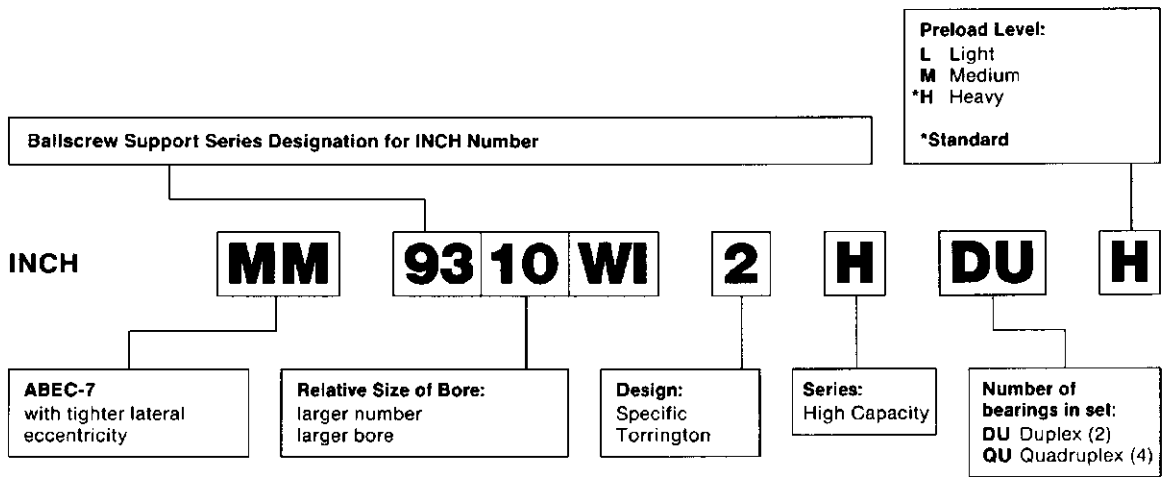 Preload Level:
L Light
M Medium
*H Heavy
*Standard
Ballscrew Support Series Designation for INCH Number
INCH MM 93 10 WI 2 H DU H
ABEC-7
with tighter lateral
eccentricity
Relative Size of Bore:
larger number
larger bore
Design:
Specific
Torrington
Series:
High Capacity
Number of
bearings in set:
DU Duplex (2)
QU Quadruplex (4)